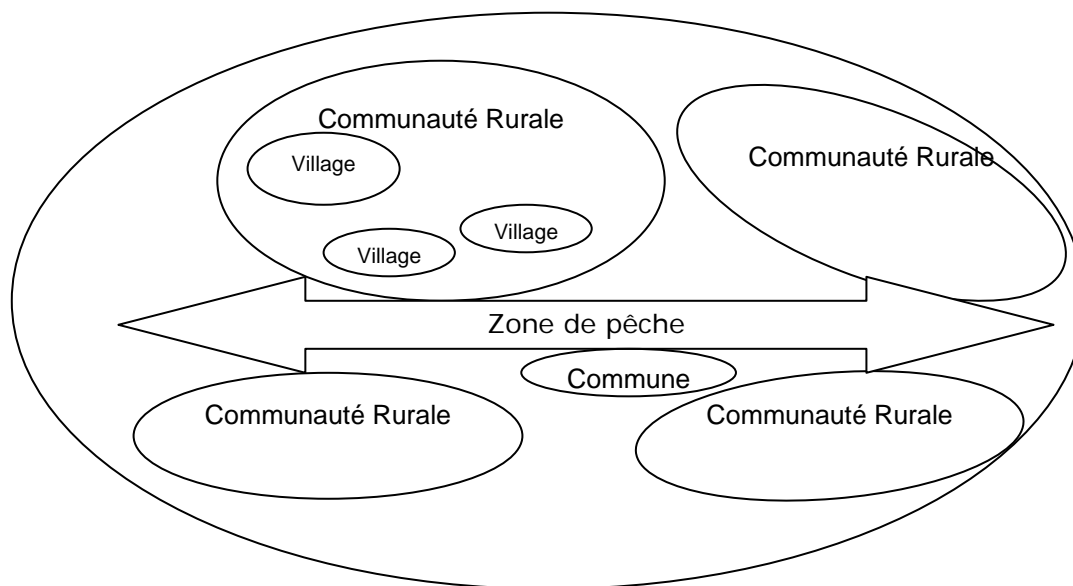 Communauté Rurale
Communauté Rurale
Village
Village
Village
Zone de pêche
Commune
Communauté Rurale
Communauté Rurale